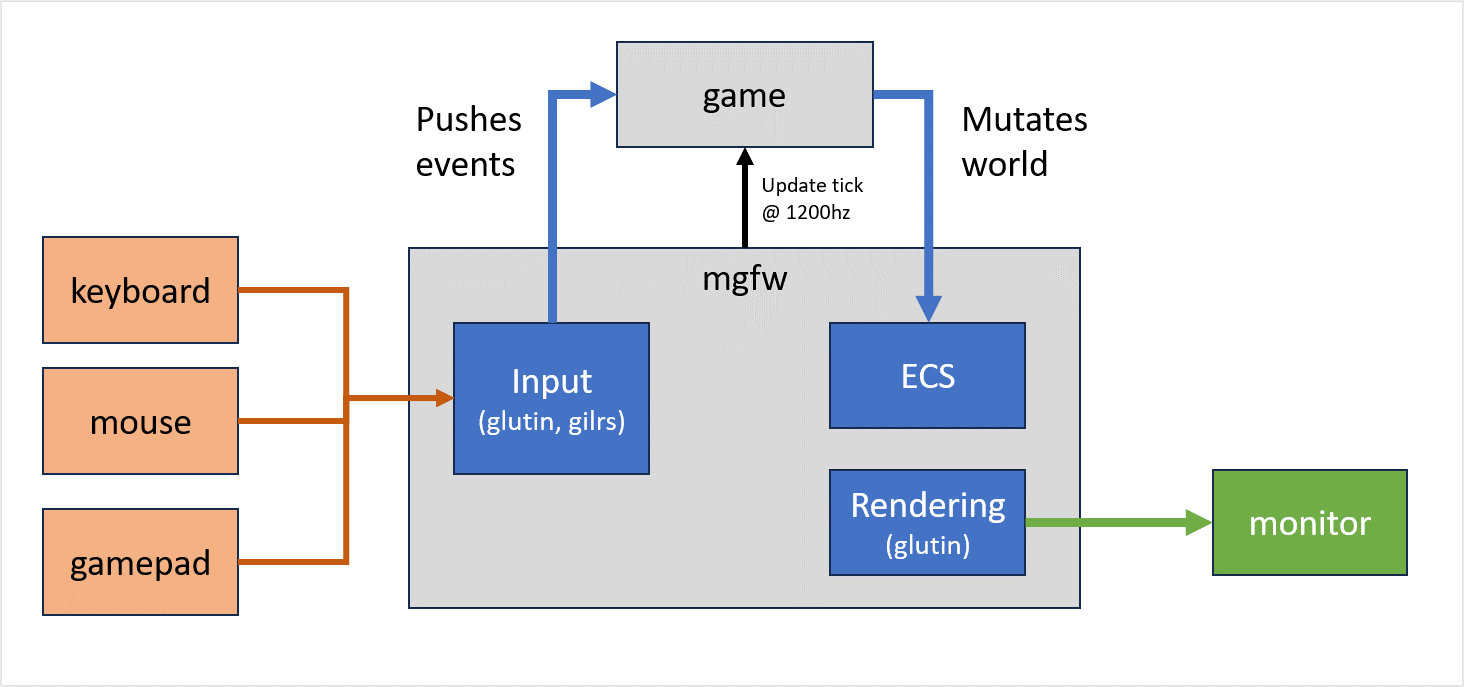 game
Pushes
events
Mutates
world
Update tick
@ 1200hz
mgfw
keyboard
mouse
gamepad
Input
(glutin, gilrs)
ECS
Rendering
(glutin)
monitor